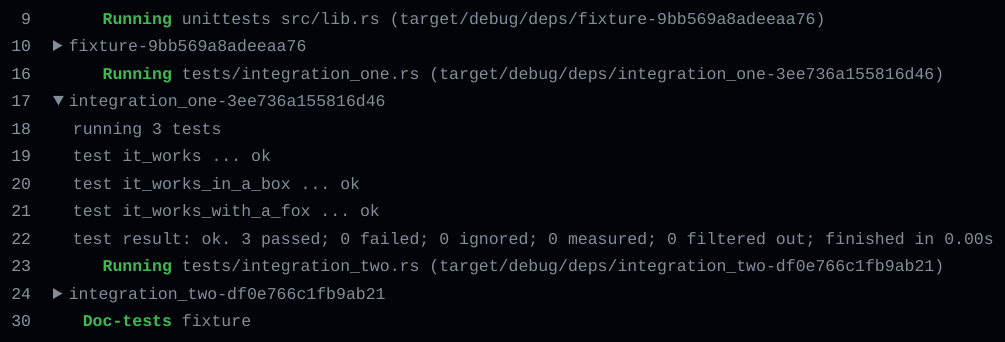 9 Running unittests src/lib.rs (target/debug/deps/fixture-9bb569a8adeeaa76)
10 ▶ fixture-9bb569a8adeeaa76
16 Running tests/integration_one.rs (target/debug/deps/integration_one-3ee736a155816d46)
17 ▼ integration_one-3ee736a155816d46
18 running 3 tests
19 test it_works ... ok
20 test it_works_in_a_box ... ok
21 test it_works_with_a_fox ... ok
22 test result: ok. 3 passed; 0 failed; 0 ignored; 0 measured; 0 filtered out; finished in 0.00s
23 Running tests/integration_two.rs (target/debug/deps/integration_two-df0e766c1fb9ab21)
24 ▶ integration_two-df0e766c1fb9ab21
30 Doc-tests fixture